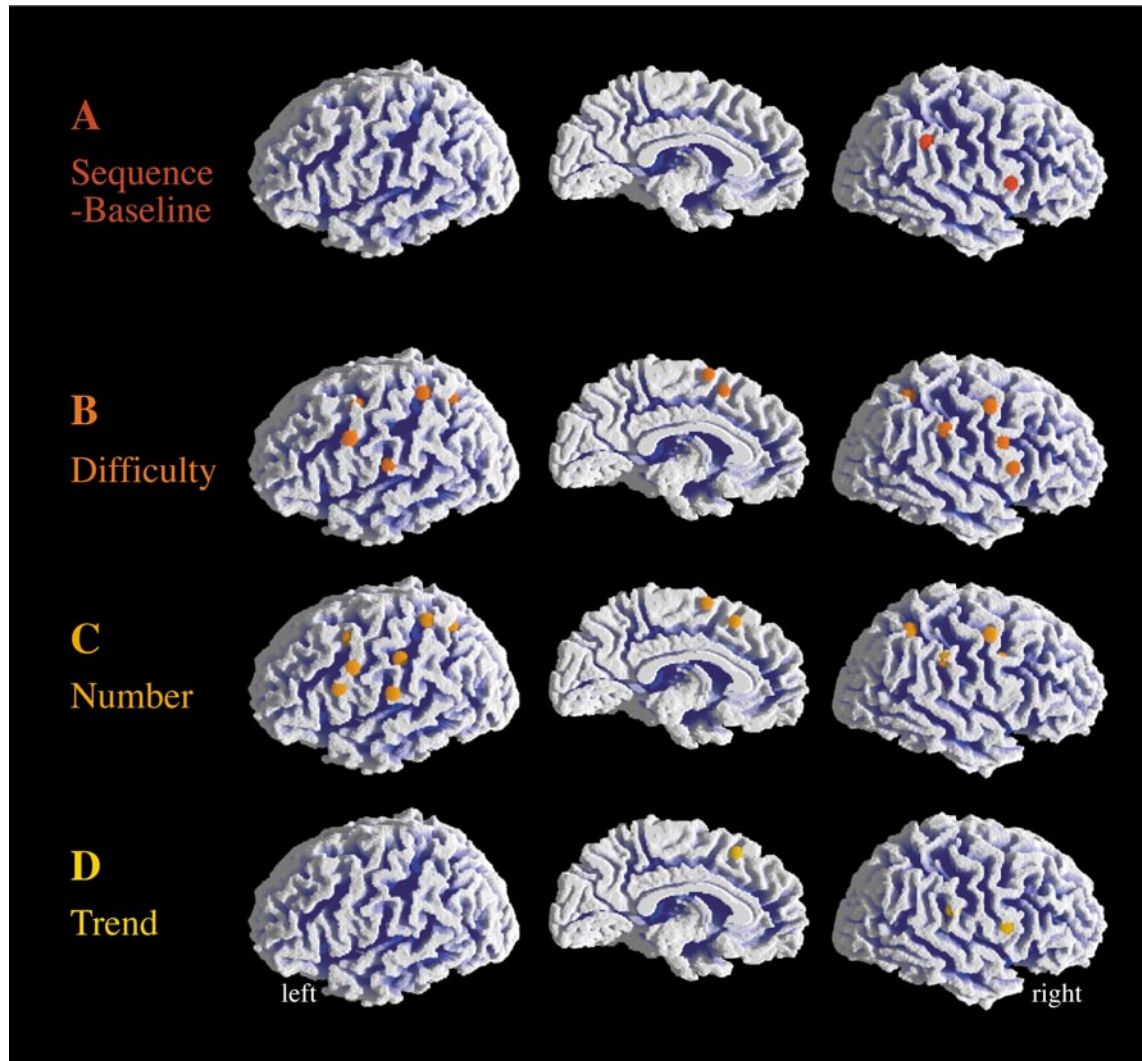 A
Sequence
-Baseline
B
Difficulty
C
Number
D
Trend
left
right